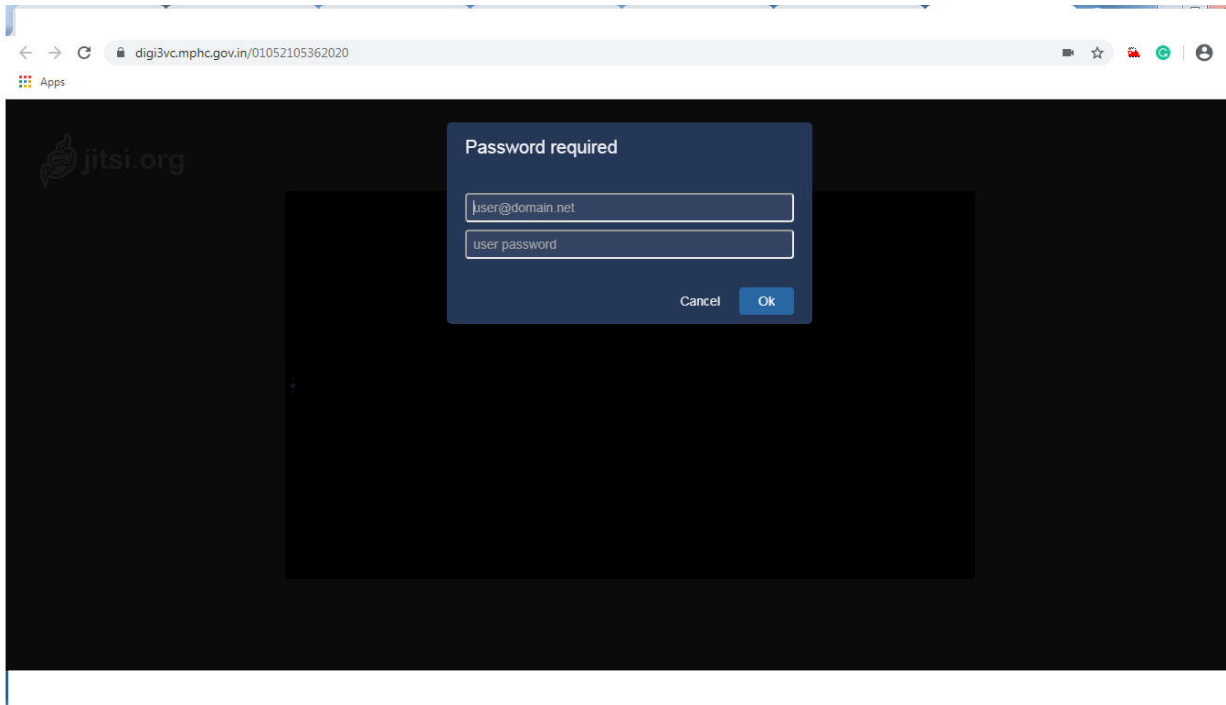 digi3vc.mphc.gov.in/01052105362020
Apps
jitsi.org
Password required
user@domain.net
user password
Cancel Ok